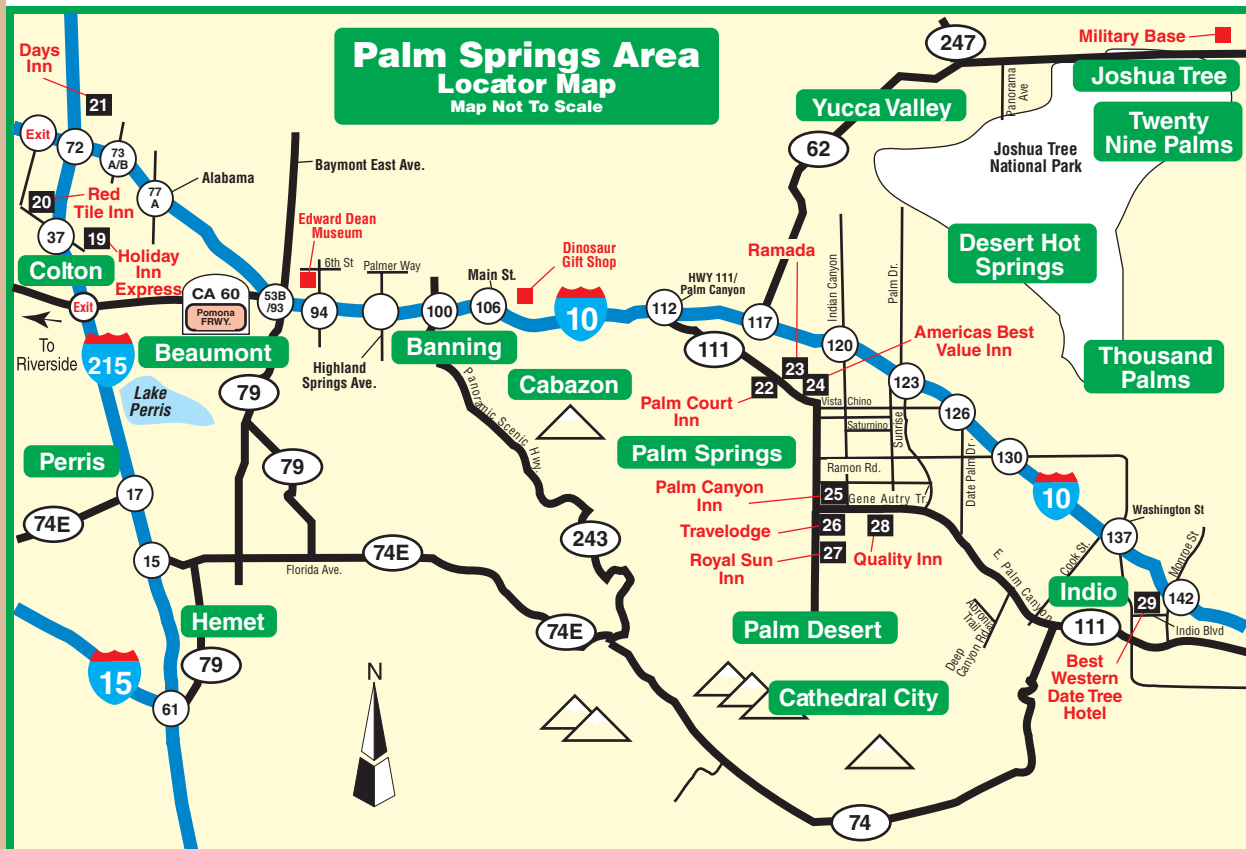 Palm Springs Area
Locator Map
Map Not To Scale
Days
Inn
21
Exit
72
73
A/B
77
A
Alabama
20
Red
Tile Inn
37
19
Holiday
Inn
Express
Colton
CA 60
Pomona
FRWY.
Exit
To
Riverside
215
Beaumont
Lake
Perris
Perris
17
74E
15
Hemet
79
15
61
Baymont East Ave.
Edward Dean
Museum
6th St
Palmer Way
53B
/93
94
Highland
Springs Ave.
79
79
Florida Ave.
74E
Main St.
100
106
Banning
Dinosaur
Gift Shop
10
Cabazon
Panoramic Scenic Hwy.
243
74E
N
HWY 111/
Palm Canyon
112
111
117
Ramada
23
22
24
Palm Court
Inn
Americas Best
Value Inn
247
Military Base
Joshua Tree
Yucca Valley
Panorama
Ave
Twenty
Nine Palms
62
Joshua Tree
National Park
Desert Hot
Springs
Thousand
Palms
Indian Canyon
Palm Dr.
120
123
126
130
Vista Chino
Saturnino
Sunrise
Palm Springs
Ramon Rd.
Date Palm Dr.
10
Palm Canyon
Inn
25
Gene Autry Tr.
Travelodge
26
28
Royal Sun
Inn
27
Quality Inn
Washington St
137
Monroe St
Cook St.
E. Palm Canyon
Indio
29
142
Indio Blvd
111
Abronia
Trail
Deep
Canyon Rd.
Palm Desert
Best
Western
Date Tree
Hotel
Cathedral City
74